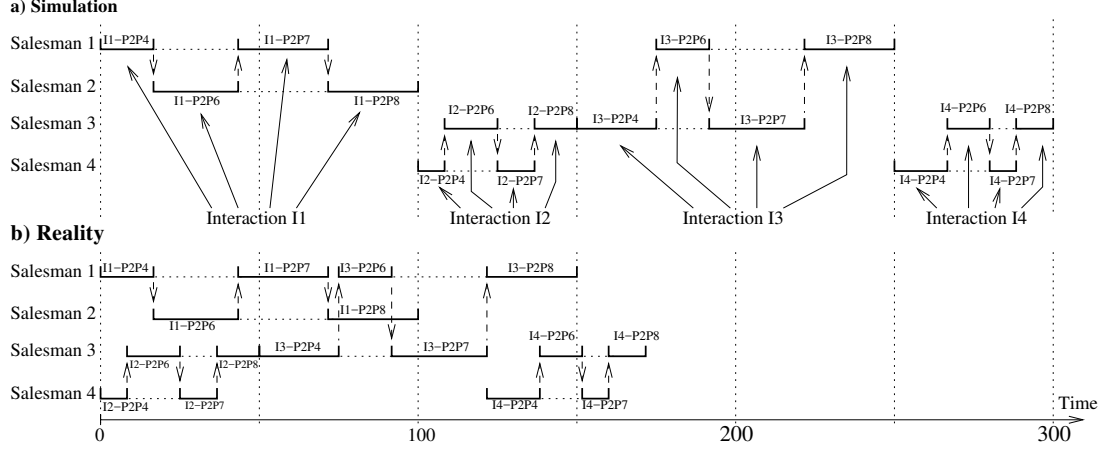 a) Simulation
Salesman 1 I1−P2P4 I1−P2P7 I3−P2P6 I3−P2P8
Salesman 2 I1−P2P6 I1−P2P8
Salesman 3 I2−P2P6 I2−P2P8 I3−P2P4 I3−P2P7 I4−P2P6 I4−P2P8
Salesman 4 I2−P2P4 I2−P2P7 I4−P2P4 I4−P2P7
Interaction I1 Interaction I2 Interaction I3 Interaction I4
b) Reality
Salesman 1 I1−P2P4 I1−P2P7 I3−P2P6 I3−P2P8
Salesman 2 I1−P2P6 I1−P2P8
Salesman 3 I2−P2P6 I2−P2P8 I3−P2P4 I3−P2P7 I4−P2P6 I4−P2P8
Salesman 4 I2−P2P4 I2−P2P7 I4−P2P4 I4−P2P7
Time
0 100 200 300